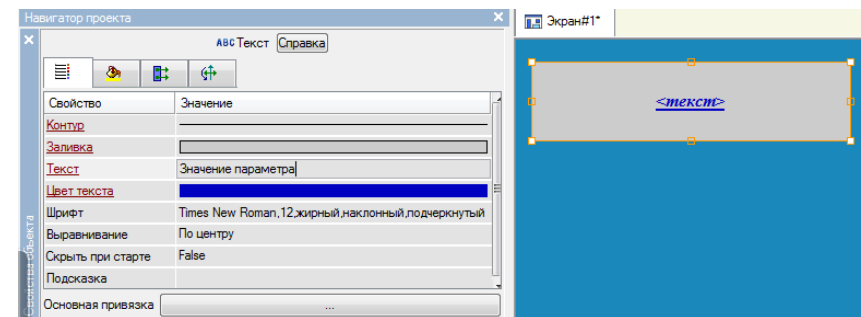 Навигатор проекта
Экран#1*
ABC Текст Справка
Свойство Значение
Контур
Заливка
Текст Значение параметра
Цвет текста
Шрифт Times New Roman,12,жирный,наклонный,подчеркнутый
Выравнивание По центру
Скрыть при старте False
Подсказка
Основная привязка ...
Свойства объекта
<текст>